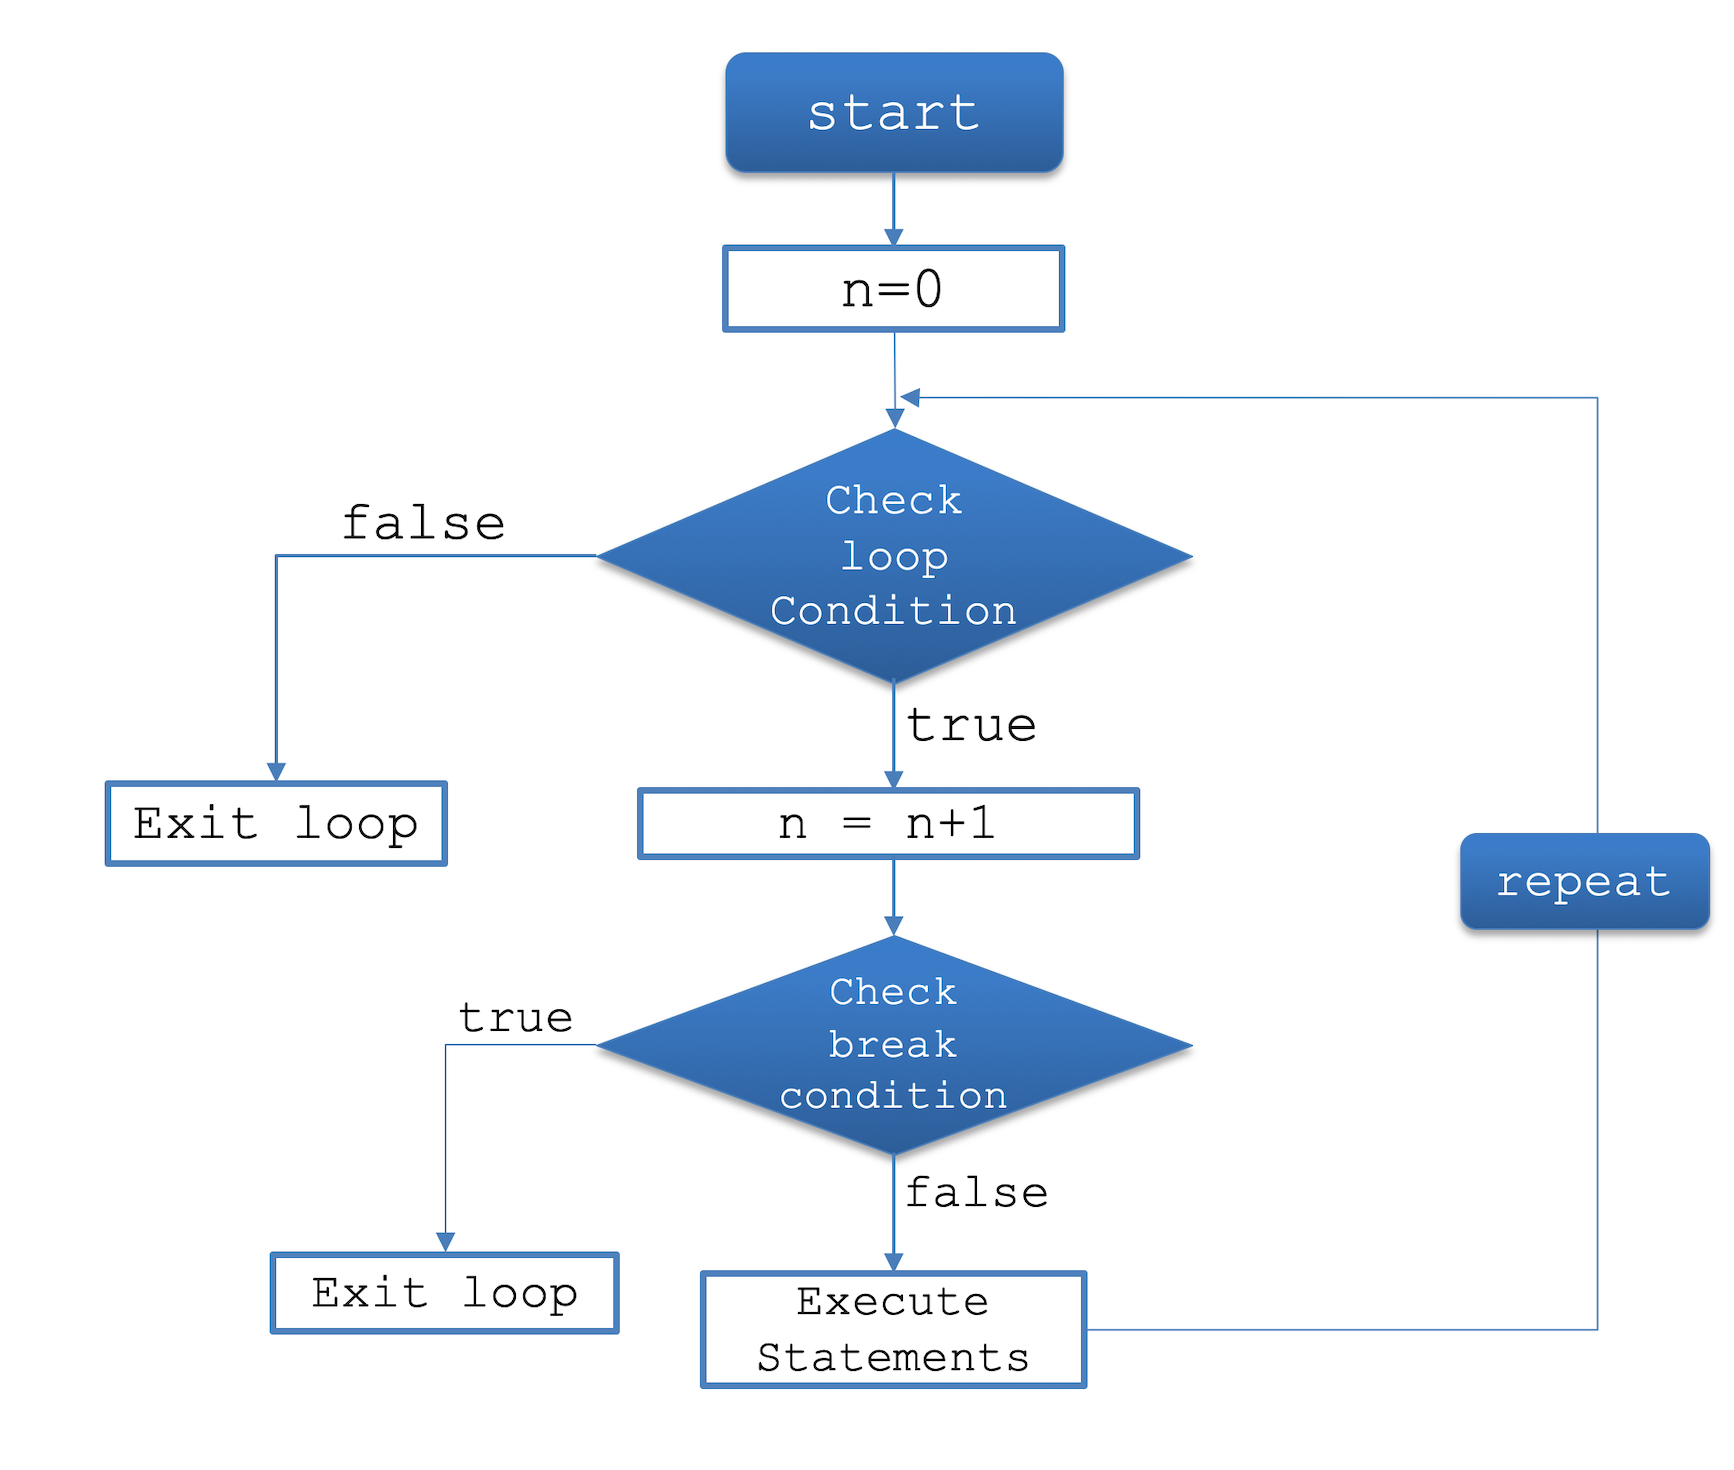 start
n=0
false
Check
loop
Condition
true
Exit loop
n = n+1
repeat
true
Check
break
condition
false
Exit loop
Execute
Statements